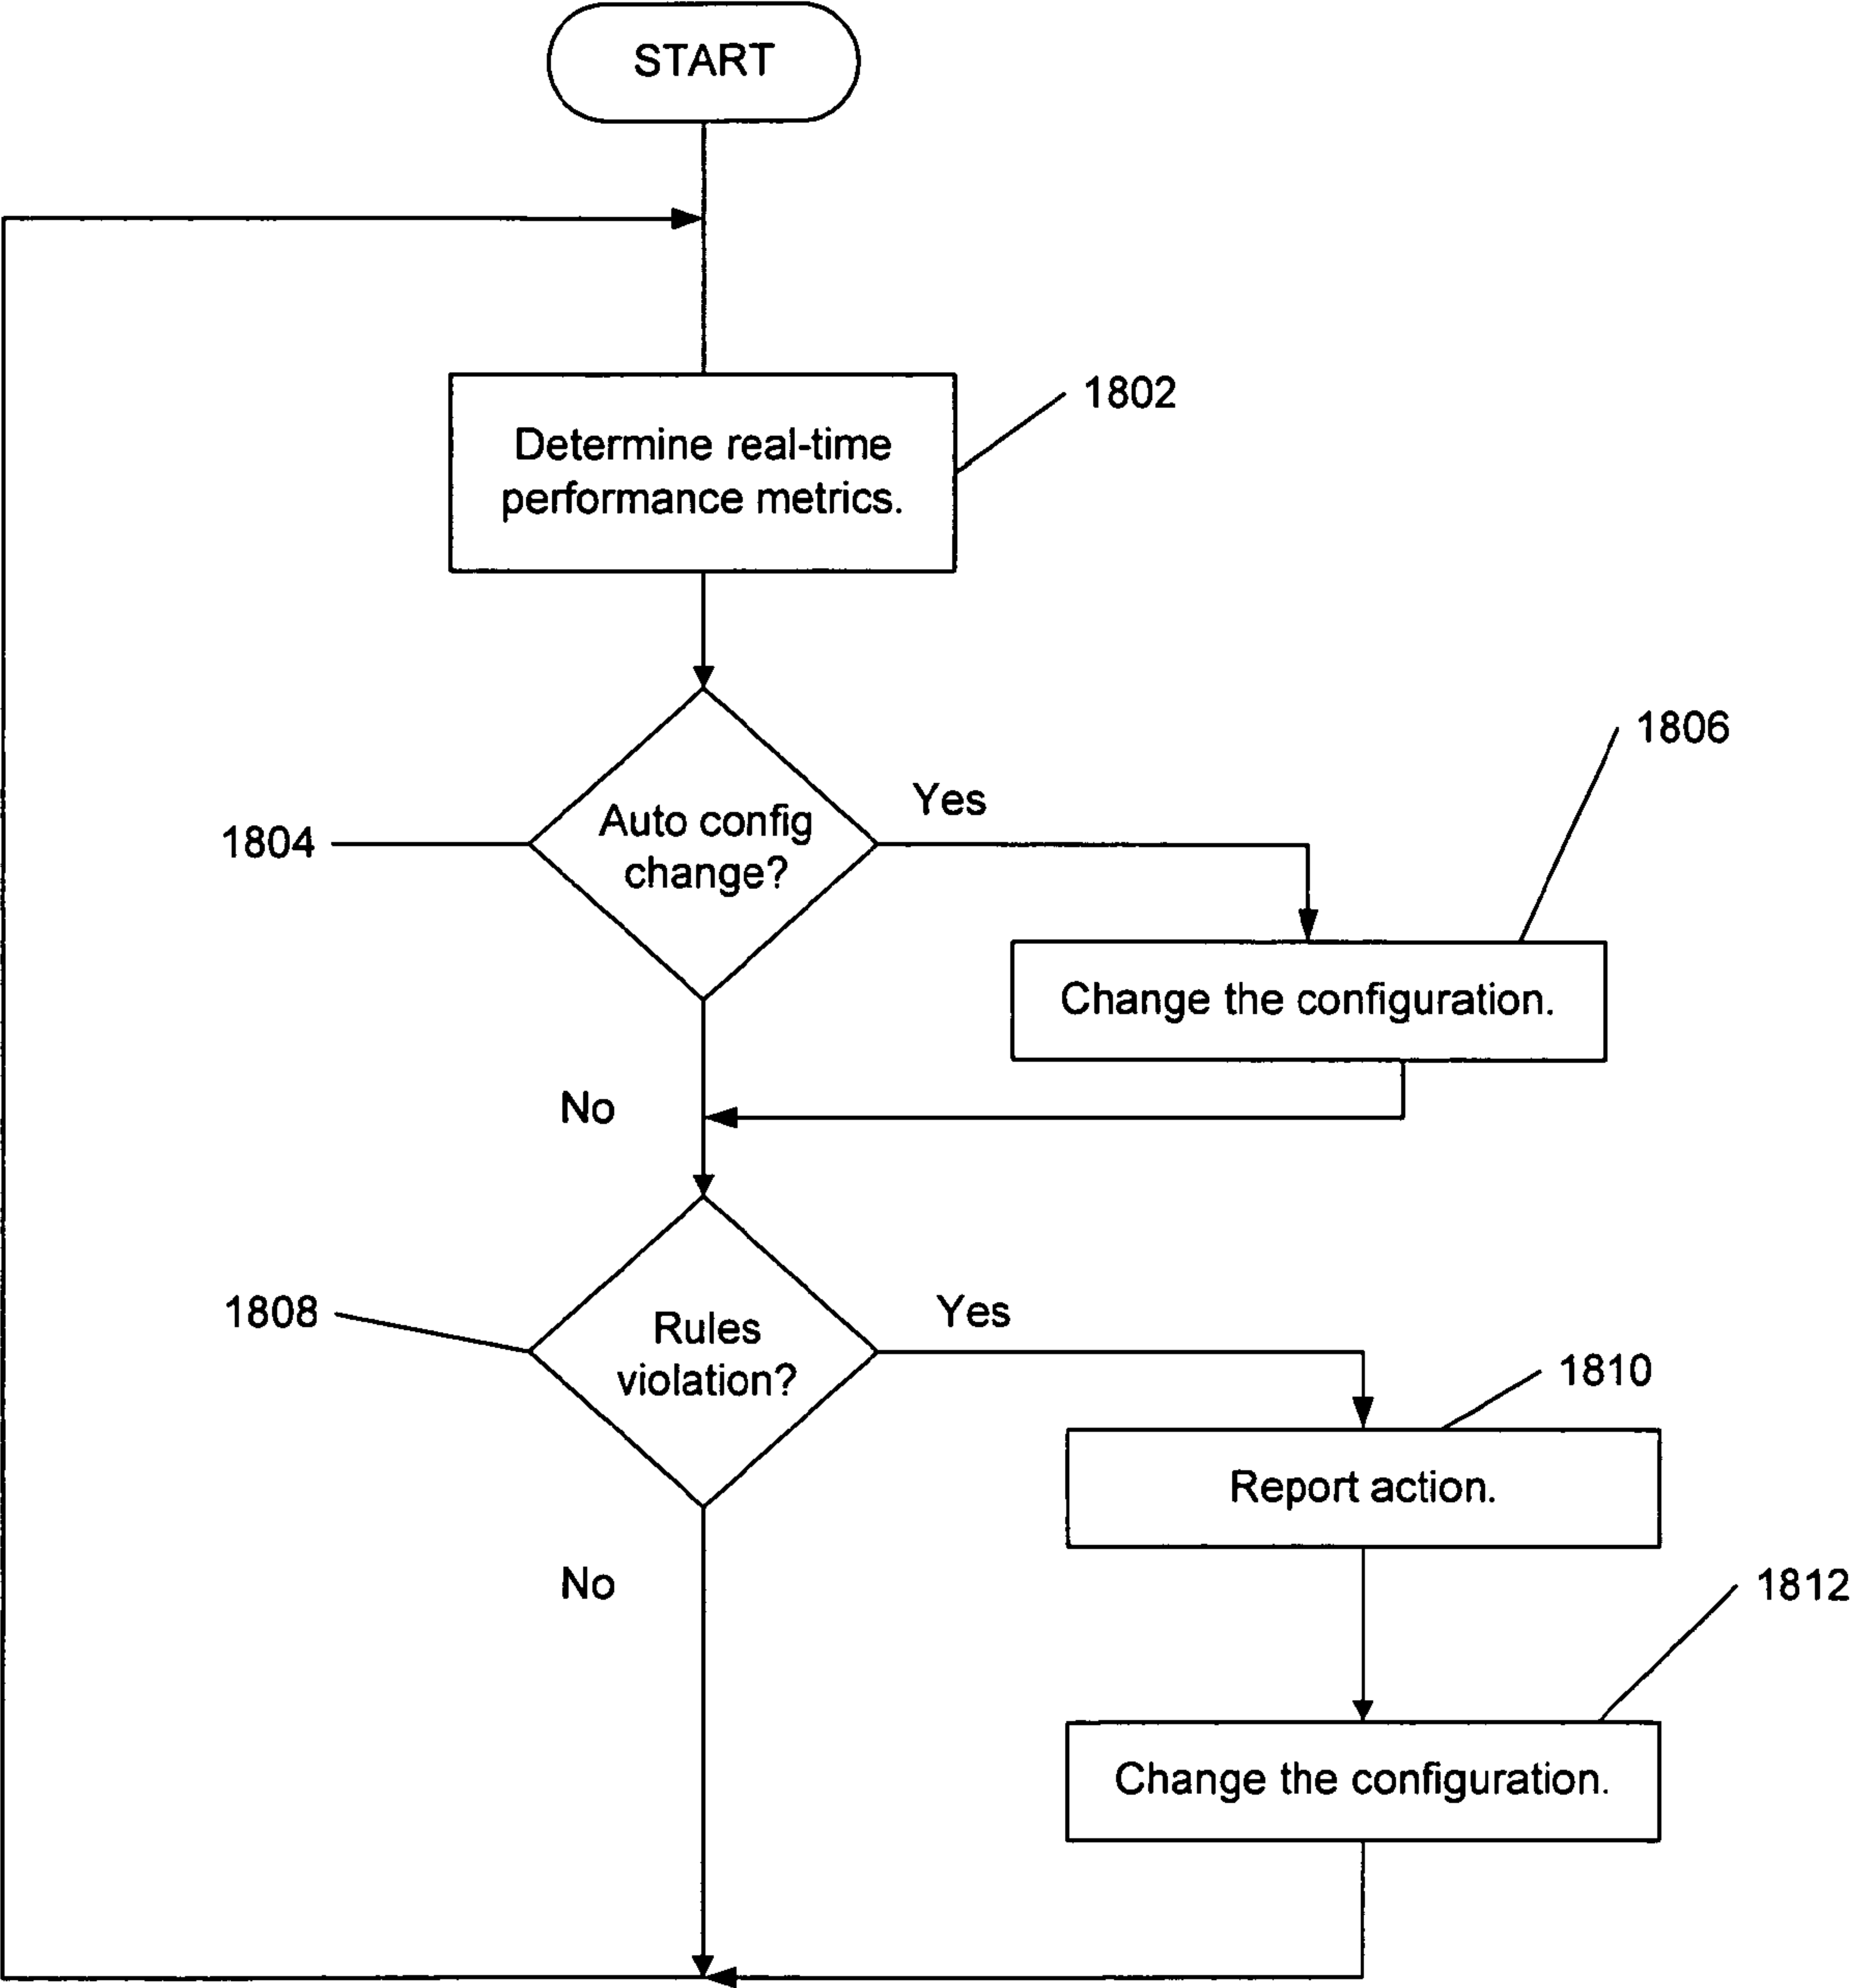 START
1802
Determine real-time
performance metrics.
1806
Yes
Auto config
change?
1804
Change the configuration.
No
1808
Yes
Rules
violation?
1810
Report action.
No
1812
Change the configuration.